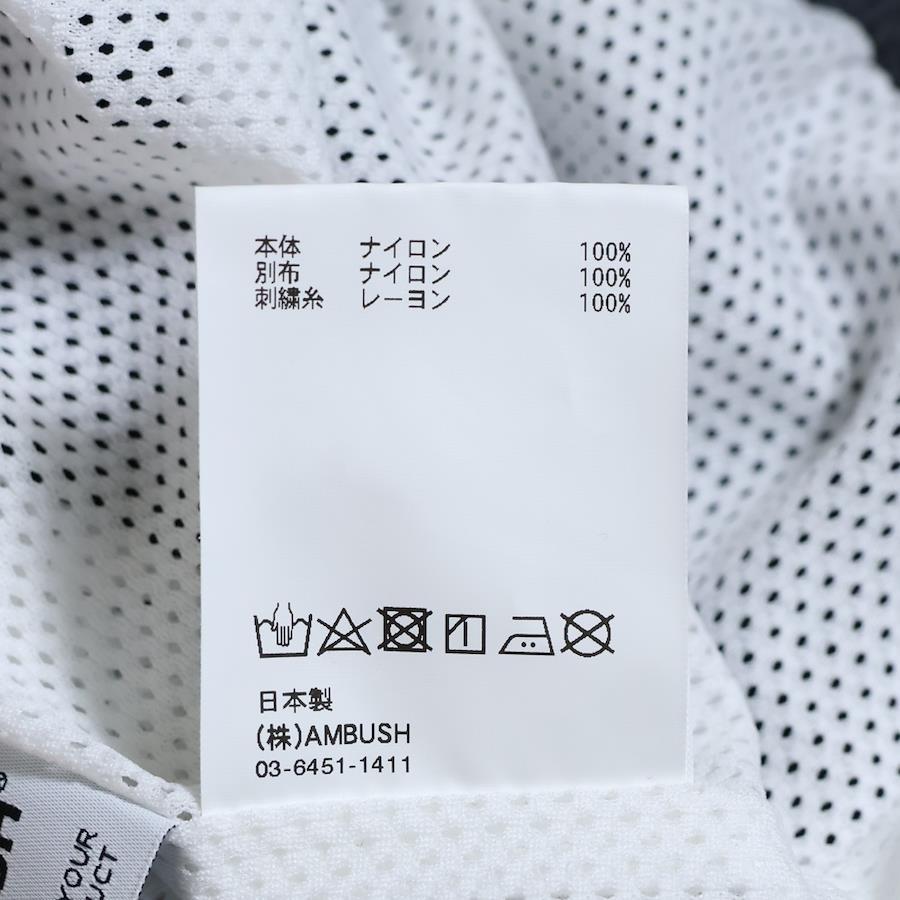 本体 ナイロン 100%
別布 ナイロン 100%
刺繍糸 レーヨン 100%
日本製
(株)AMBUSH
03-6451-1411
YOUR